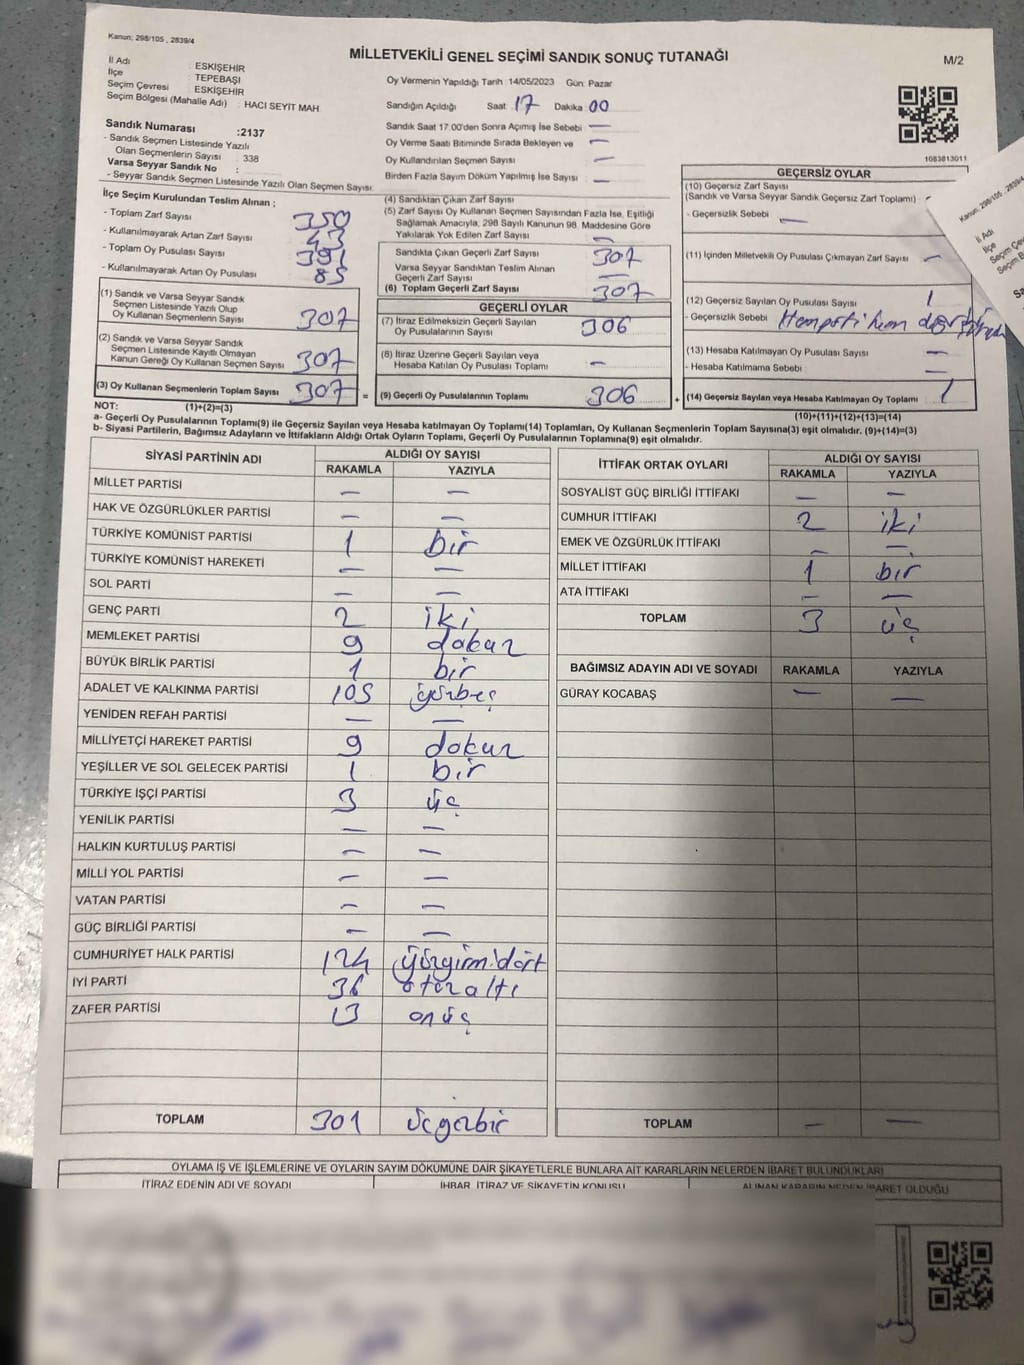 Kanun; 298/105 , 2839/4
MİLLETVEKİLİ GENEL SEÇİMİ SANDIK SONUÇ TUTANAĞI
M/2
İl Adı : ESKİŞEHİR
İlçe : TEPEBAŞI
Seçim Çevresi : ESKİŞEHİR
Seçim Bölgesi (Mahalle Adı) : HACI SEYİT MAH
Sandık Numarası :2137
- Sandık Seçmen Listesinde Yazılı
Olan Seçmenlerin Sayısı : 338
Varsa Seyyar Sandık No :
- Seyyar Sandık Seçmen Listesinde Yazılı Olan Seçmen Sayısı:
Oy Vermenin Yapıldığı Tarih :14/05/2023 Gün: Pazar
Sandığın Açıldığı Saat 17 Dakika 00
Sandık Saat 17.00'den Sonra Açımış İse Sebebi —
Oy Verme Saati Bitiminde Sırada Bekleyen ve —
Oy Kullandırılan Seçmen Sayısı —
Birden Fazla Sayım Döküm Yapılmış İse Sayısı —
1083813011
İlçe Seçim Kurulundan Teslim Alınan ;
- Toplam Zarf Sayısı 350
- Kullanılmayarak Artan Zarf Sayısı 43
- Toplam Oy Pusulası Sayısı
- Kullanılmayarak Artan Oy Pusulası 85
(1) Sandık ve Varsa Seyyar Sandık
Seçmen Listesinde Yazılı Olup
Oy Kullanan Seçmenlerin Sayısı 307
(2) Sandık ve Varsa Seyyar Sandık
Seçmen Listesinde Kayıtlı Olmayan
Kanun Gereği Oy Kullanan Seçmen Sayısı 307
(3) Oy Kullanan Seçmenlerin Toplam Sayısı 307
(4) Sandıktan Çıkan Zarf Sayısı
(5) Zarf Sayısı Oy Kullanan Seçmen Sayısından Fazla İse, Eşitliği
Sağlamak Amacıyla, 298 Sayılı Kanunun 98. Maddesine Göre
Yakılarak Yok Edilen Zarf Sayısı —
Sandıkta Çıkan Geçerli Zarf Sayısı 307
Varsa Seyyar Sandıktan Teslim Alınan
Geçerli Zarf Sayısı —
(6) Toplam Geçerli Zarf Sayısı 307
GEÇERLİ OYLAR
(7) İtiraz Edilmeksizin Geçerli Sayılan
Oy Pusulalarının Sayısı 306
(8) İtiraz Üzerine Geçerli Sayılan veya
Hesaba Katılan Oy Pusulası Toplamı —
= (9) Geçerli Oy Pusulalarının Toplamı 306
GEÇERSİZ OYLAR
(10) Geçersiz Zarf Sayısı
(Sandık ve Varsa Seyyar Sandık Geçersiz Zarf Toplamı) —
- Geçersizlik Sebebi : —
(11) İçinden Milletvekili Oy Pusulası Çıkmayan Zarf Sayısı —
(12) Geçersiz Sayılan Oy Pusulası Sayısı 1
- Geçersizlik Sebebi :
(13) Hesaba Katılmayan Oy Pusulası Sayısı —
- Hesaba Katılmama Sebebi : —
+ (14) Geçersiz Sayılan veya Hesaba Katılmayan Oy Toplamı 1
NOT: (1)+(2)=(3)
(10)+(11)+(12)+(13)=(14)
a- Geçerli Oy Pusulalarının Toplamı(9) ile Geçersiz Sayılan veya Hesaba katılmayan Oy Toplamı(14) Toplamları, Oy Kullanan Seçmenlerin Toplam Sayısına(3) eşit olmalıdır. (9)+(14)=(3)
b- Siyasi Partilerin, Bağımsız Adayların ve İttifakların Aldığı Ortak Oyların Toplamı, Geçerli Oy Pusulalarının Toplamına(9) eşit olmalıdır.
SİYASİ PARTİNİN ADI ALDIĞI OY SAYISI
RAKAMLA YAZIYLA
MİLLET PARTİSİ — —
HAK VE ÖZGÜRLÜKLER PARTİSİ — —
TÜRKİYE KOMÜNİST PARTİSİ 1 bir
TÜRKİYE KOMÜNİST HAREKETİ — —
SOL PARTİ — —
GENÇ PARTİ 2 iki
MEMLEKET PARTİSİ 9 dokuz
BÜYÜK BİRLİK PARTİSİ 1 bir
ADALET VE KALKINMA PARTİSİ 105 yüzbeş
YENİDEN REFAH PARTİSİ — —
MİLLİYETÇİ HAREKET PARTİSİ 9 dokuz
YEŞİLLER VE SOL GELECEK PARTİSİ 1 bir
TÜRKİYE İŞÇİ PARTİSİ 3 üç
YENİLİK PARTİSİ — —
HALKIN KURTULUŞ PARTİSİ — —
MİLLİ YOL PARTİSİ — —
VATAN PARTİSİ — —
GÜÇ BİRLİĞİ PARTİSİ — —
CUMHURİYET HALK PARTİSİ 124 yüzyirmidört
İYİ PARTİ 36 otuzaltı
ZAFER PARTİSİ 13 onüç
TOPLAM 301 üçyüzbir
İTTİFAK ORTAK OYLARI ALDIĞI OY SAYISI
RAKAMLA YAZIYLA
SOSYALİST GÜÇ BİRLİĞİ İTTİFAKI — —
CUMHUR İTTİFAKI 2 iki
EMEK VE ÖZGÜRLÜK İTTİFAKI — —
MİLLET İTTİFAKI 1 bir
ATA İTTİFAKI — —
TOPLAM 3 üç
BAĞIMSIZ ADAYIN ADI VE SOYADI RAKAMLA YAZIYLA
GÜRAY KOCABAŞ — —
TOPLAM — —
OYLAMA İŞ VE İŞLEMLERİNE VE OYLARIN SAYIM DÖKÜMÜNE DAİR ŞİKAYETLERLE BUNLARA AİT KARARLARIN NELERDEN İBARET BULUNDUKLARI
İTİRAZ EDENİN ADI VE SOYADI İHBAR, İTİRAZ VE ŞİKAYETİN KONUSU ALINAN KARARIN NEDEN İBARET OLDUĞU
Kanun; 298/105, 2839/4
İl Adı
İlçe
Seçim Çev
Seçim B